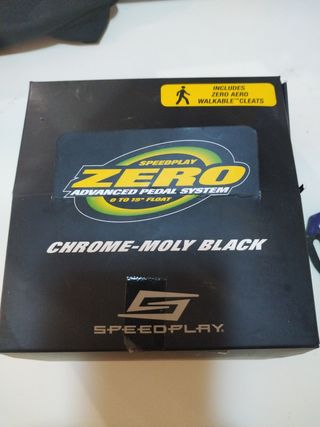 INCLUDES
ZERO AERO
WALKABLE™ CLEATS
SPEEDPLAY
ZERO
ADVANCED PEDAL SYSTEM
0 TO 15° FLOAT
CHROME-MOLY BLACK
SPEEDPLAY